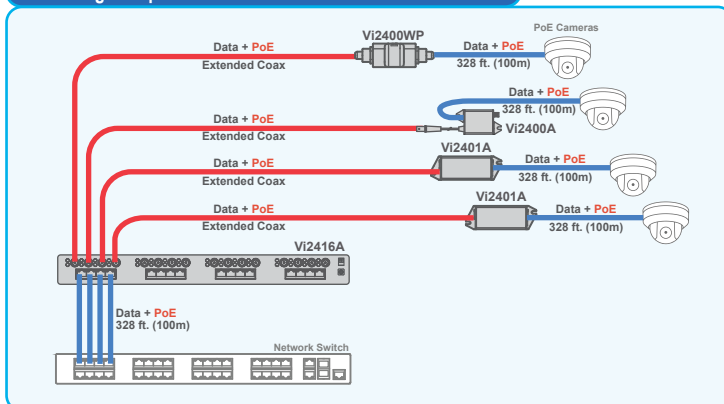 Vi2400WP
PoE Cameras
Data + PoE
Extended Coax
Data + PoE
328 ft. (100m)
Data + PoE
Extended Coax
Data + PoE
328 ft. (100m)
Vi2400A
Data + PoE
Extended Coax
Vi2401A
Data + PoE
328 ft. (100m)
Data + PoE
Extended Coax
Vi2401A
Data + PoE
328 ft. (100m)
Vi2416A
Data + PoE
328 ft. (100m)
Network Switch